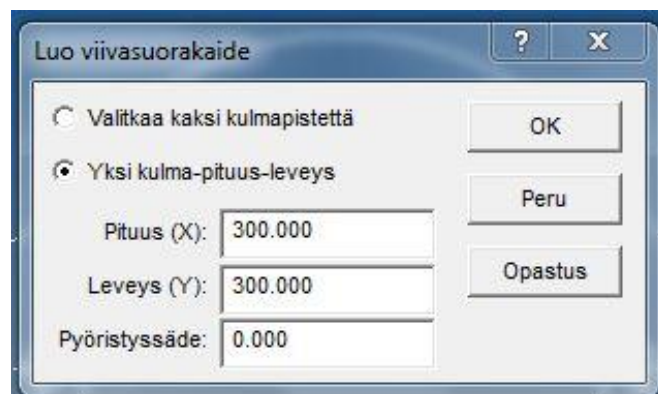 Luo viivasuorakaide
? X
Valitkaa kaksi kulmapistettä
OK
Yksi kulma-pituus-leveys
Peru
Pituus (X): 300.000
Leveys (Y): 300.000
Opastus
Pyöristyssäde: 0.000